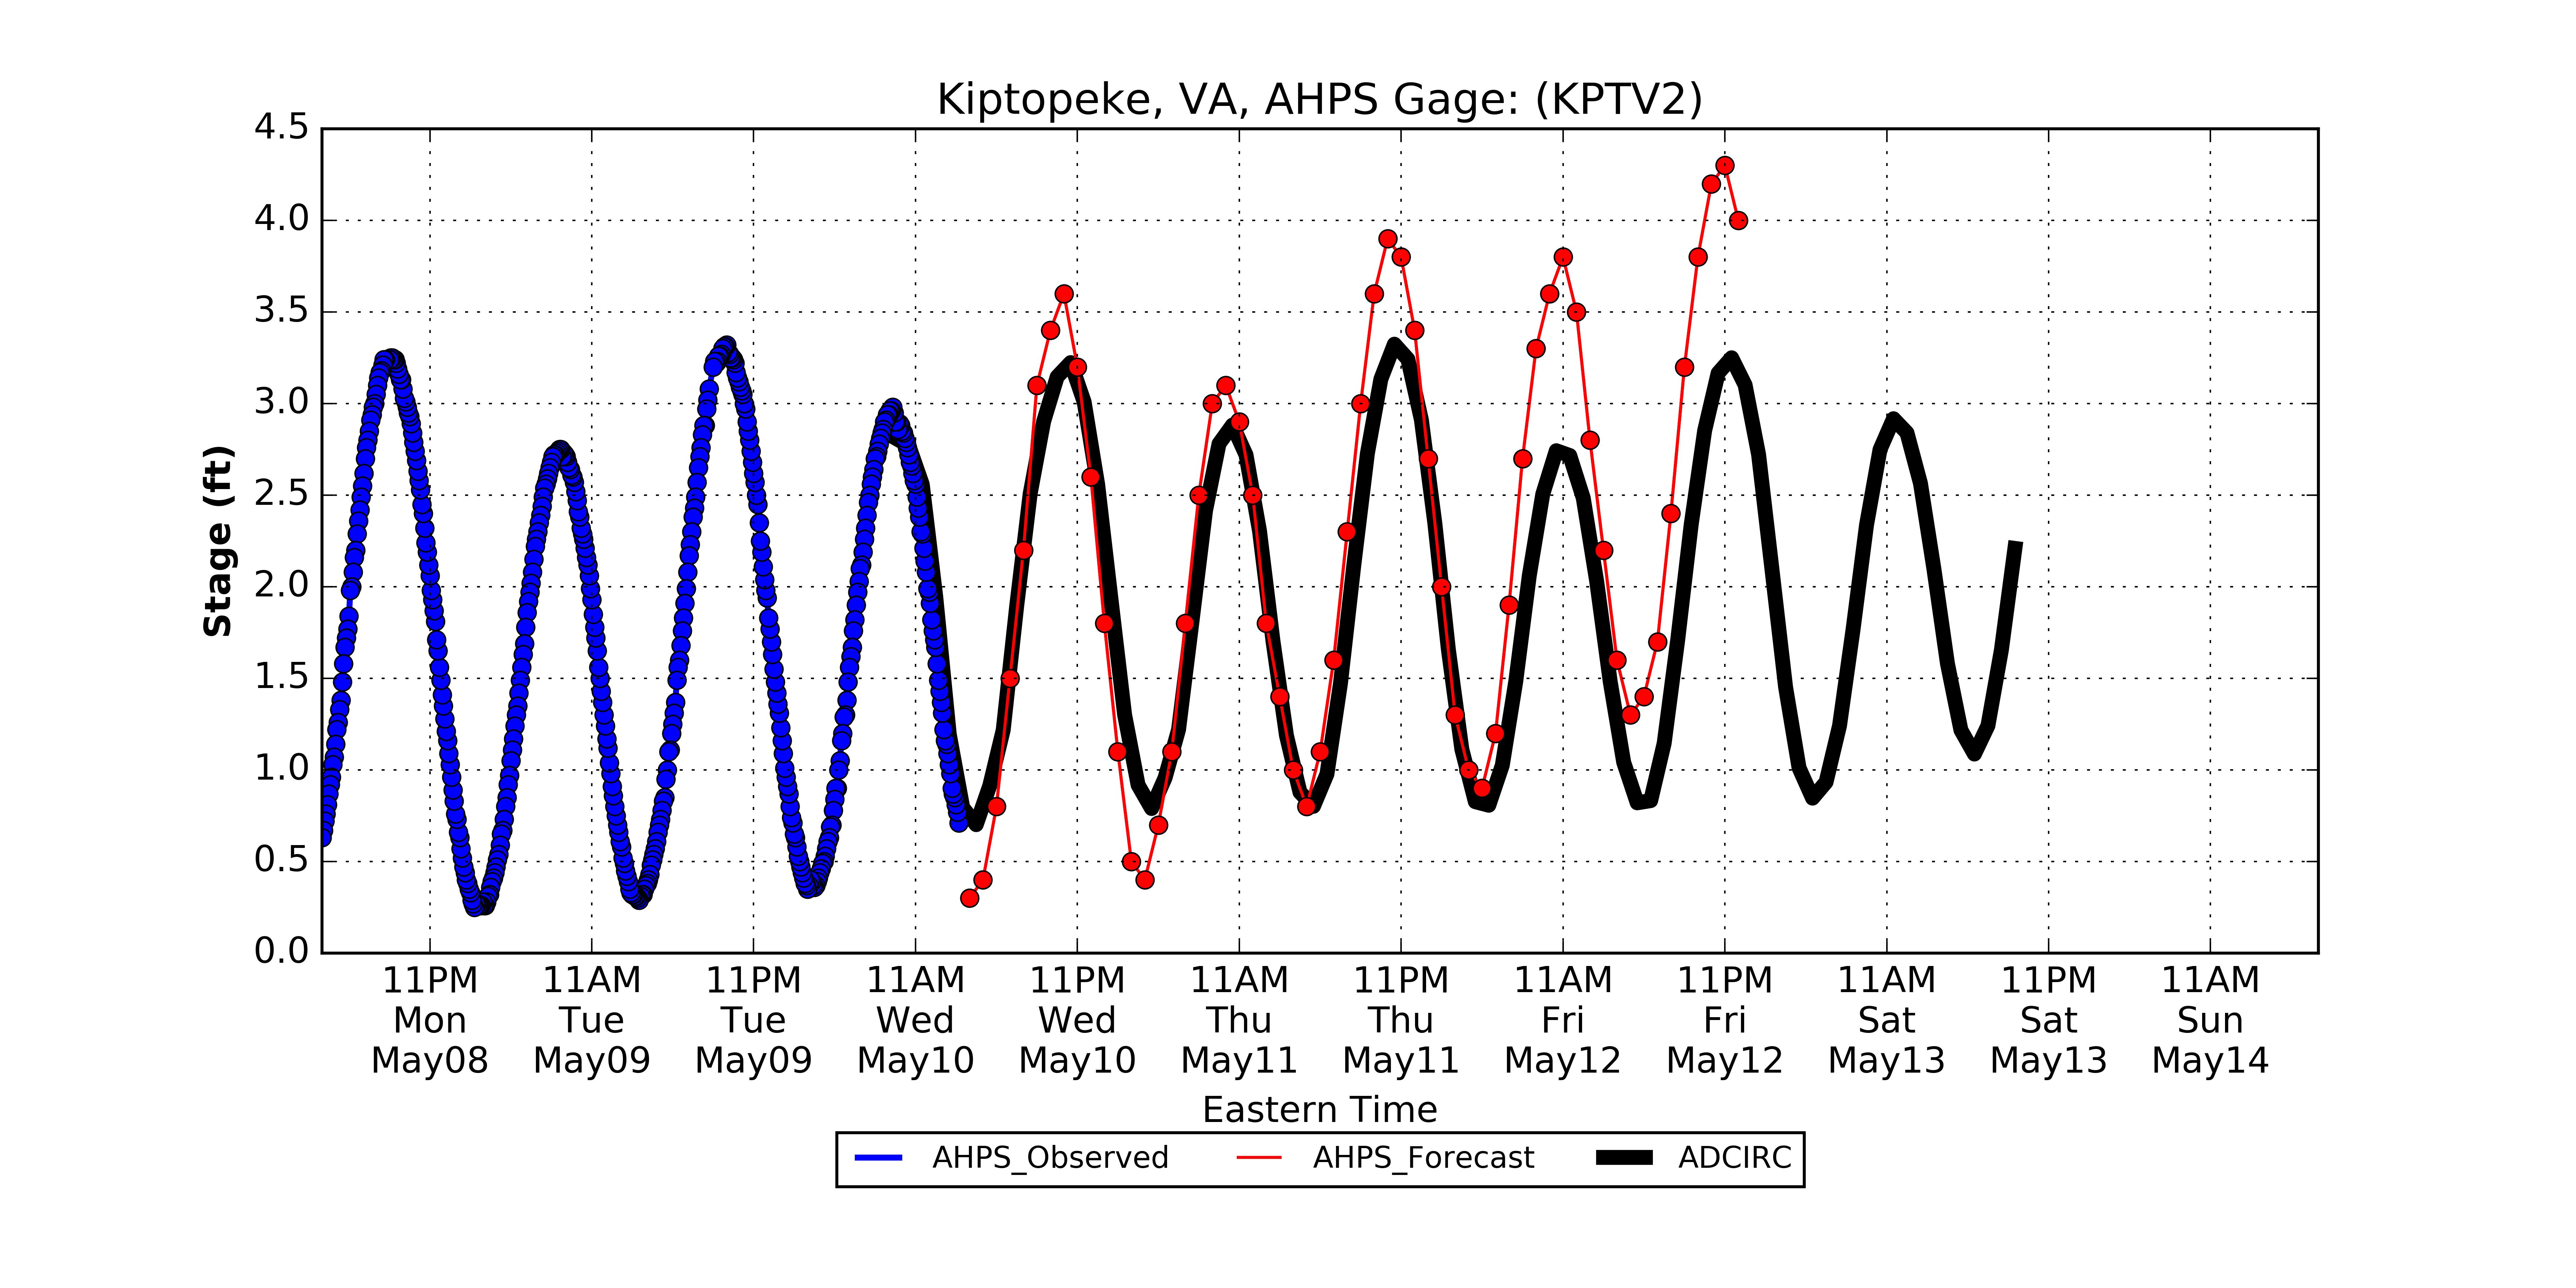 Kiptopeke, VA, AHPS Gage: (KPTV2)
Stage (ft)
4.5
4.0
3.5
3.0
2.5
2.0
1.5
1.0
0.5
0.0
11PM 11AM 11PM 11AM 11PM 11AM 11PM 11AM 11PM 11AM 11PM 11AM
Mon Tue Tue Wed Wed Thu Thu Fri Fri Sat Sat Sun
May08 May09 May09 May10 May10 May11 May11 May12 May12 May13 May13 May14
Eastern Time
AHPS_Observed AHPS_Forecast ADCIRC